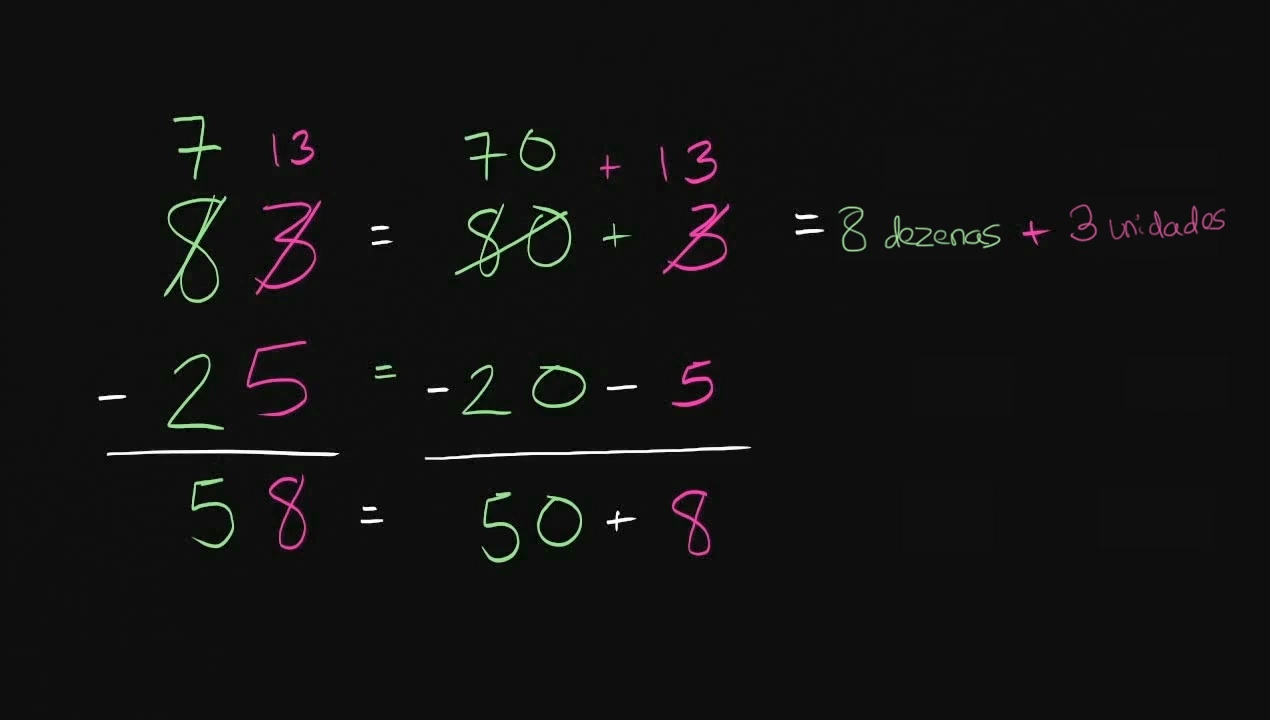 7 13 70 + 13
83 = 80 + 3 = 8 dezenas + 3 unidades
- 25 = - 20 - 5
58 = 50 + 8